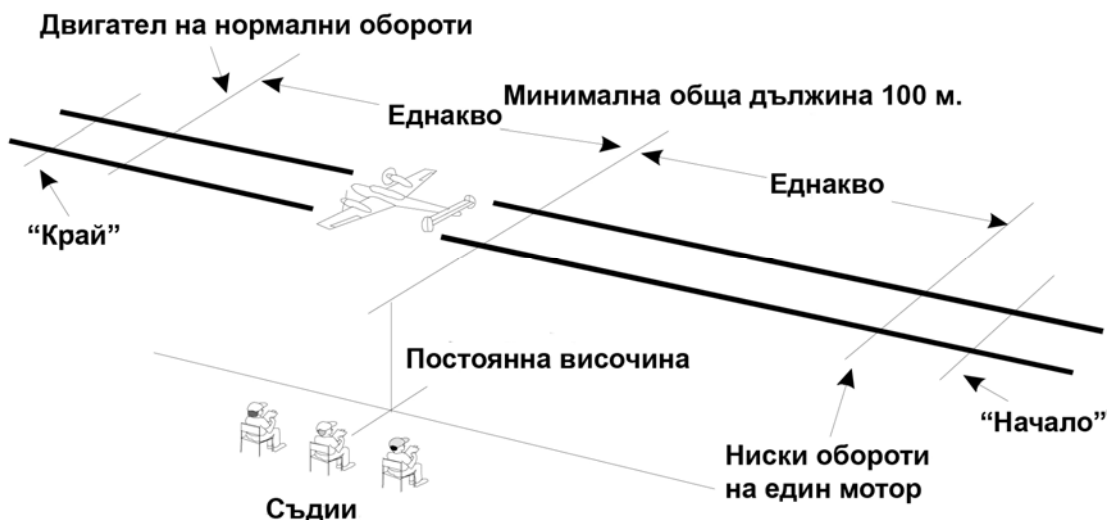 Двигател на нормални обороти
Минимална обща дължина 100 м.
Еднакво
Еднакво
“Край”
Постоянна височина
“Начало”
Ниски обороти
на един мотор
Съдии